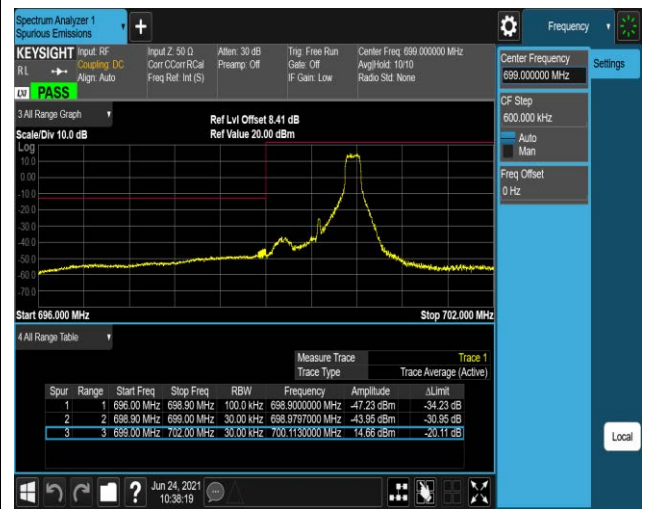 Spectrum Analyzer 1
Spurious Emissions
Frequency
KEYSIGHT
RL
Input: RF
Coupling: DC
Align: Auto
Input Z: 50 Ω
Corr CCorr RCal
Freq Ref: Int (S)
Atten: 30 dB
Preamp: Off
Trig: Free Run
Gate: Off
IF Gain: Low
Center Freq: 699.000000 MHz
Avg|Hold: 10/10
Radio Std: None
LXI PASS
Center Frequency
699.000000 MHz
Settings
CF Step
600.000 kHz
Auto
Man
Freq Offset
0 Hz
3 All Range Graph
Ref Lvl Offset 8.41 dB
Scale/Div 10.0 dB
Ref Value 20.00 dBm
Log
10.0
0.00
-10.0
-20.0
-30.0
-40.0
-50.0
-60.0
-70.0
Start 696.000 MHz
Stop 702.000 MHz
4 All Range Table
Measure Trace Trace 1
Trace Type Trace Average (Active)
Spur Range Start Freq Stop Freq RBW Frequency Amplitude ΔLimit
1 1 696.00 MHz 698.90 MHz 100.0 kHz 698.9000000 MHz -47.23 dBm -34.23 dB
2 2 698.90 MHz 699.00 MHz 30.00 kHz 698.9797000 MHz -43.95 dBm -30.95 dB
3 3 699.00 MHz 702.00 MHz 30.00 kHz 700.1130000 MHz 14.66 dBm -20.11 dB
Local
Jun 24, 2021
10:38:19